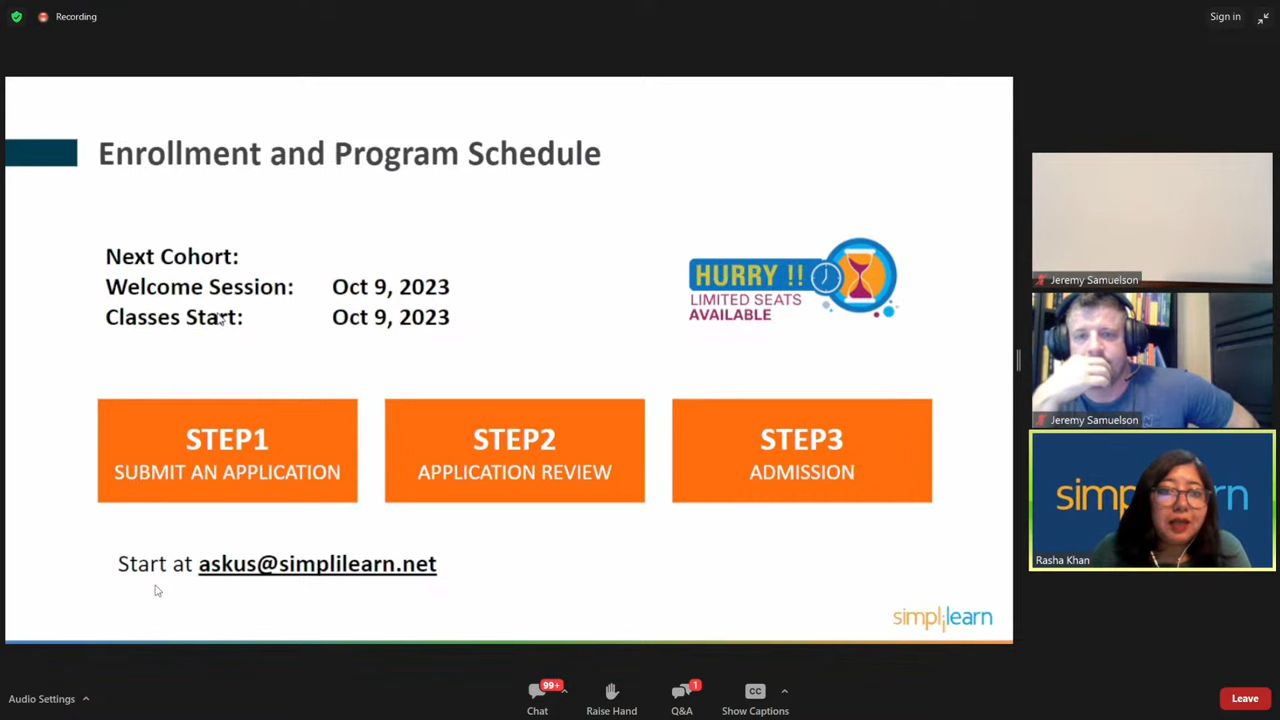 Recording
Sign in
Enrollment and Program Schedule
Next Cohort:
Welcome Session: Oct 9, 2023
Classes Start: Oct 9, 2023
HURRY !!
LIMITED SEATS
AVAILABLE
STEP1
SUBMIT AN APPLICATION
STEP2
APPLICATION REVIEW
STEP3
ADMISSION
Start at askus@simplilearn.net
simplilearn
Jeremy Samuelson
Jeremy Samuelson
Rasha Khan
Audio Settings
99+
Chat
Raise Hand
1
Q&A
CC
Show Captions
Leave